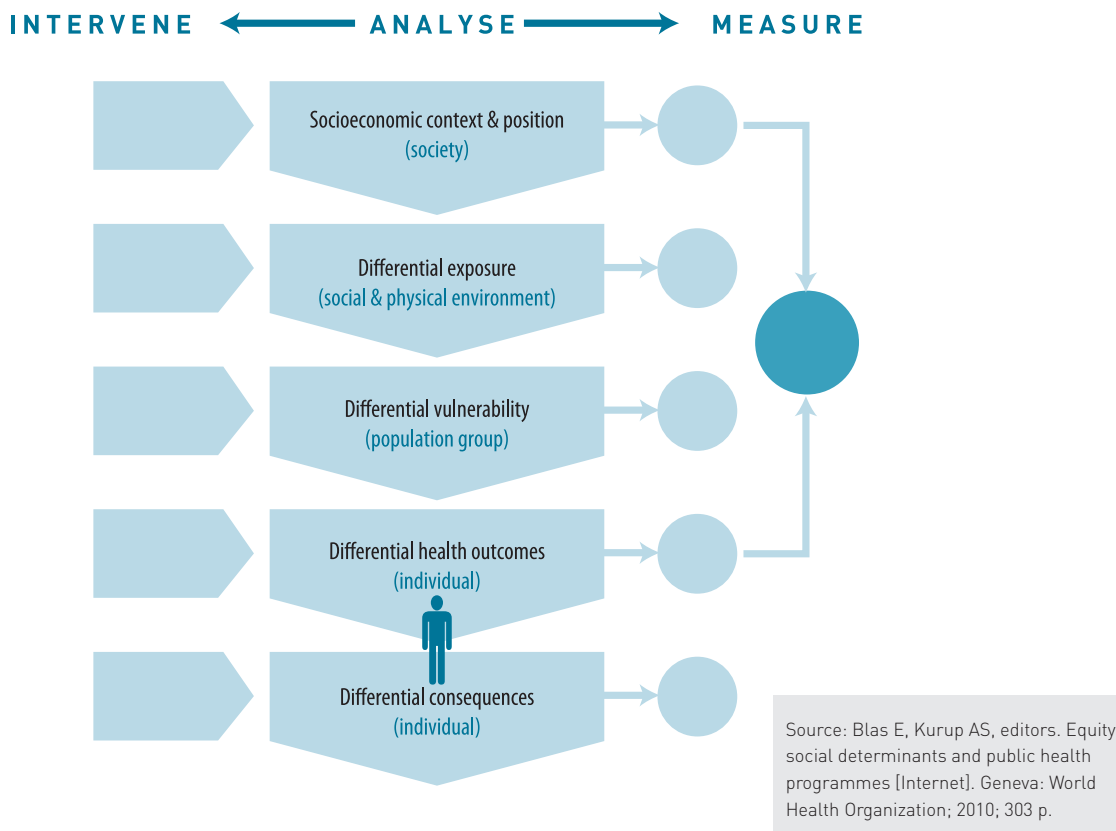 INTERVENE ANALYSE MEASURE
Socioeconomic context & position
(society)
Differential exposure
(social & physical environment)
Differential vulnerability
(population group)
Differential health outcomes
(individual)
Differential consequences
(individual)
Source: Blas E, Kurup AS, editors. Equity
social determinants and public health
programmes [Internet]. Geneva: World
Health Organization; 2010; 303 p.